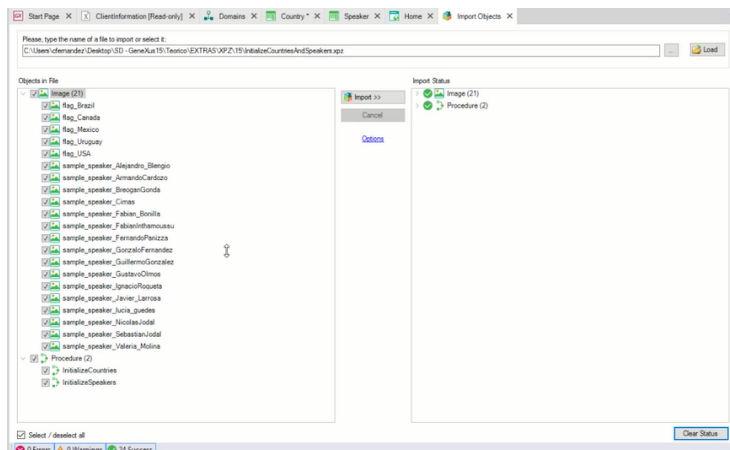 Start Page X ClientInformation [Read-only] X Domains X Country * X Speaker X Home X Import Objects X
Please, type the name of a file to import or select it:
C:\Users\cfernandez\Desktop\SD - GeneXus15\Teorico\EXTRAS\XPZ\15\InitializeCountriesAndSpeakers.xpz ... Load
Objects in File
Import Status
Image (21)
flag_Brazil
flag_Canada
flag_Mexico
flag_Uruguay
flag_USA
sample_speaker_Alejandro_Blengio
sample_speaker_ArmandoCardozo
sample_speaker_BreoganGonda
sample_speaker_Cimas
sample_speaker_Fabian_Bonilla
sample_speaker_FabianInthamoussu
sample_speaker_FernandoPanizza
sample_speaker_GonzaloFernandez
sample_speaker_GuillermoGonzalez
sample_speaker_GustavoOlmos
sample_speaker_IgnacioRoqueta
sample_speaker_Javier_Larrosa
sample_speaker_lucia_guedes
sample_speaker_NicolasJodal
sample_speaker_SebastianJodal
sample_speaker_Valeria_Molina
Procedure (2)
InitializeCountries
InitializeSpeakers
Import >>
Cancel
Options
Image (21)
Procedure (2)
Select / deselect all
Clear Status
0 Errors 0 Warnings 24 Success